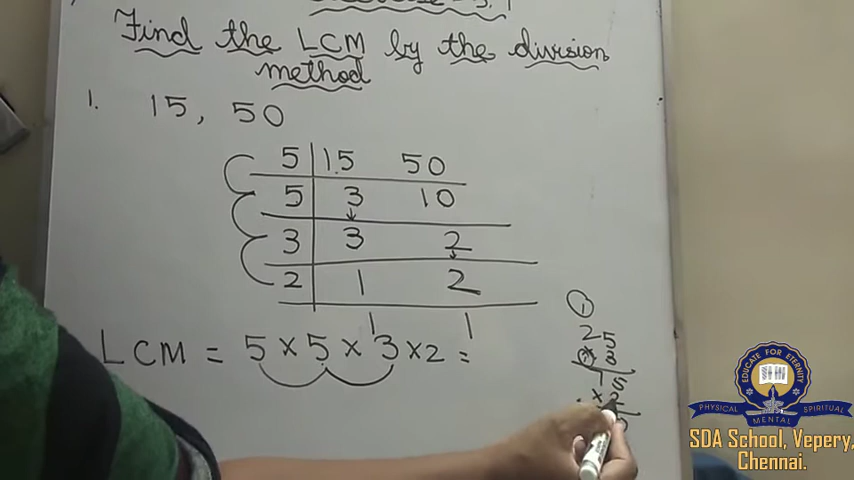 Find the LCM by the division
method
1. 15, 50
5 15 50
5 3 10
3 3 2
2 1 2
1 1
LCM = 5 × 5 × 3 × 2 =
1
25
× 3
75
EDUCATE FOR ETERNITY
PHYSICAL MENTAL SPIRITUAL
SDA School, Vepery,
Chennai.